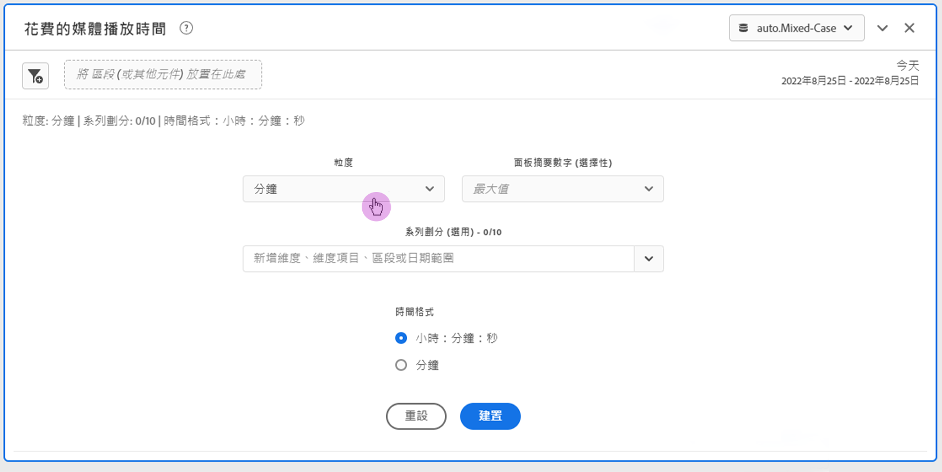 花費的媒體播放時間 ?
auto.Mixed-Case
將 區段 (或其他元件) 放置在此處
今天
2022年8月25日 - 2022年8月25日
粒度: 分鐘 | 系列劃分: 0/10 | 時間格式：小時：分鐘：秒
粒度
面板摘要數字 (選擇性)
分鐘
最大值
系列劃分 (選用) - 0/10
新增維度、維度項目、區段或日期範圍
時間格式
小時：分鐘：秒
分鐘
重設
建置